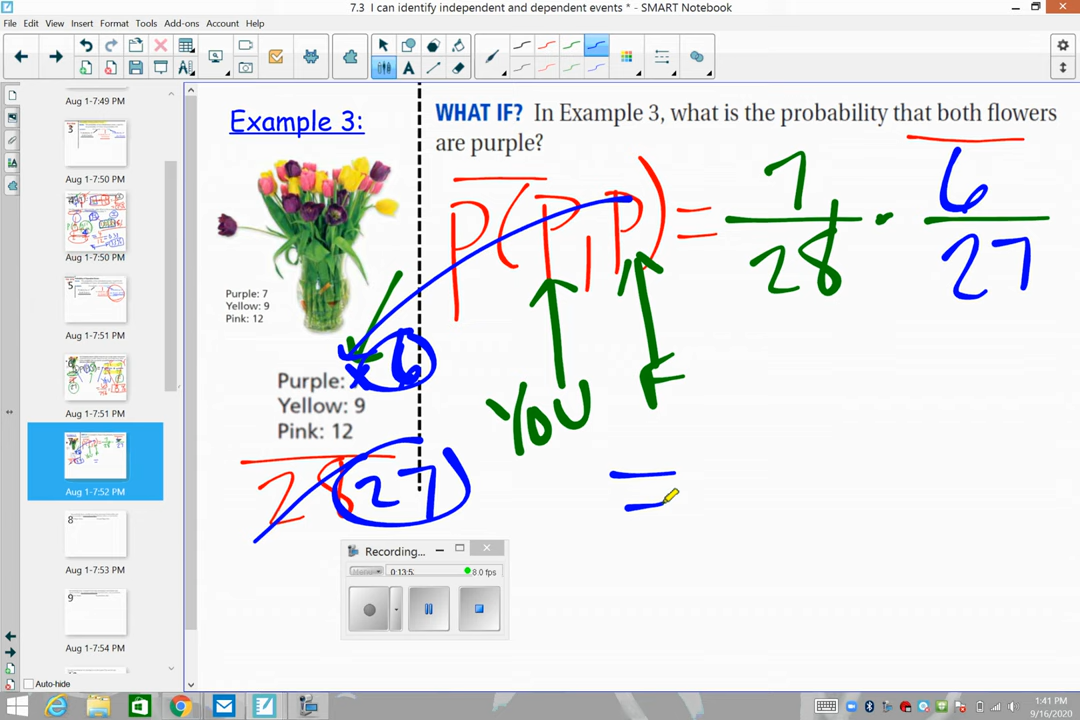 7.3 I can identify independent and dependent events * - SMART Notebook
File Edit View Insert Format Tools Add-ons Account Help
Aug 1-7:49 PM
3
Aug 1-7:50 PM
Aug 1-7:50 PM
5
Aug 1-7:51 PM
Aug 1-7:51 PM
Aug 1-7:52 PM
8
Aug 1-7:53 PM
9
Aug 1-7:54 PM
Auto-hide
Example 3:
Purple: 7
Yellow: 9
Pink: 12
Purple: 6
Yellow: 9
Pink: 12
28 27
WHAT IF? In Example 3, what is the probability that both flowers
are purple?
P(P,P) = 7/28 · 6/27
YOU F
=
Recording...
Menu
0:13:5
8.0 fps
1:41 PM
9/16/2020